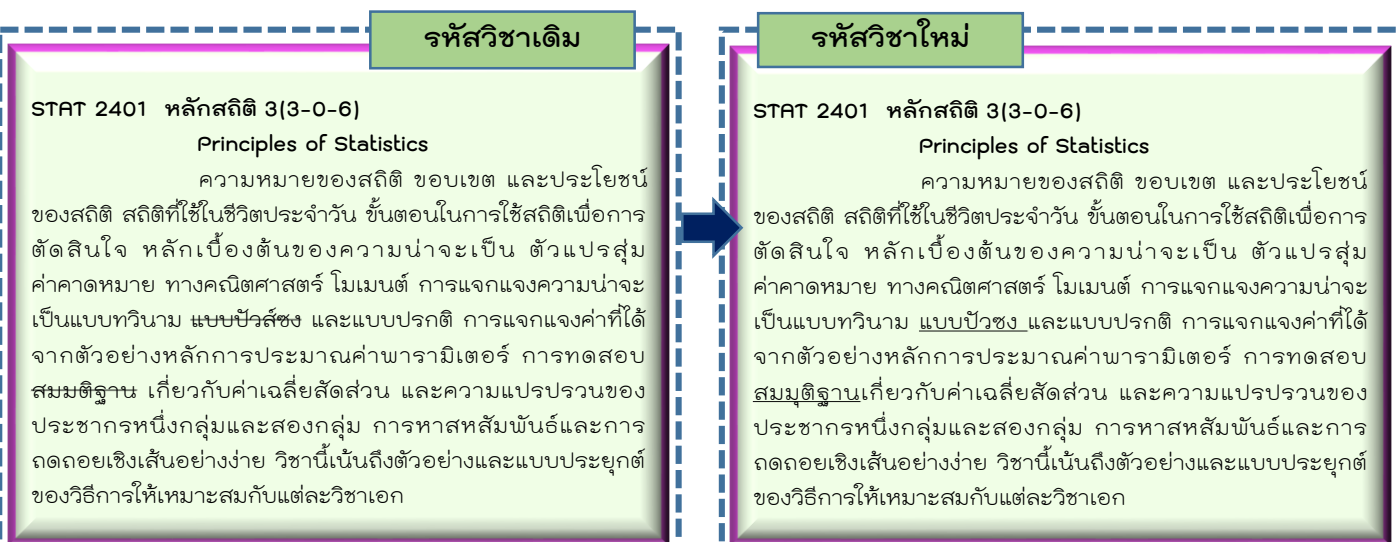 รหัสวิชาเดิม
STAT 2401 หลักสถิติ 3(3-0-6)
Principles of Statistics
ความหมายของสถิติ ขอบเขต และประโยชน์
ของสถิติ สถิติที่ใช้ในชีวิตประจำวัน ขั้นตอนในการใช้สถิติเพื่อการ
ตัดสินใจ หลักเบื้องต้นของความน่าจะเป็น ตัวแปรสุ่ม
ค่าคาดหมาย ทางคณิตศาสตร์ โมเมนต์ การแจกแจงความน่าจะ
เป็นแบบทวินาม แบบปัวส์ซง และแบบปรกติ การแจกแจงค่าที่ได้
จากตัวอย่างหลักการประมาณค่าพารามิเตอร์ การทดสอบ
สมมติฐาน เกี่ยวกับค่าเฉลี่ยสัดส่วน และความแปรปรวนของ
ประชากรหนึ่งกลุ่มและสองกลุ่ม การหาสหสัมพันธ์และการ
ถดถอยเชิงเส้นอย่างง่าย วิชานี้เน้นถึงตัวอย่างและแบบประยุกต์
ของวิธีการให้เหมาะสมกับแต่ละวิชาเอก
รหัสวิชาใหม่
STAT 2401 หลักสถิติ 3(3-0-6)
Principles of Statistics
ความหมายของสถิติ ขอบเขต และประโยชน์
ของสถิติ สถิติที่ใช้ในชีวิตประจำวัน ขั้นตอนในการใช้สถิติเพื่อการ
ตัดสินใจ หลักเบื้องต้นของความน่าจะเป็น ตัวแปรสุ่ม
ค่าคาดหมาย ทางคณิตศาสตร์ โมเมนต์ การแจกแจงความน่าจะ
เป็นแบบทวินาม แบบปัวซง และแบบปรกติ การแจกแจงค่าที่ได้
จากตัวอย่างหลักการประมาณค่าพารามิเตอร์ การทดสอบ
สมมุติฐานเกี่ยวกับค่าเฉลี่ยสัดส่วน และความแปรปรวนของ
ประชากรหนึ่งกลุ่มและสองกลุ่ม การหาสหสัมพันธ์และการ
ถดถอยเชิงเส้นอย่างง่าย วิชานี้เน้นถึงตัวอย่างและแบบประยุกต์
ของวิธีการให้เหมาะสมกับแต่ละวิชาเอก